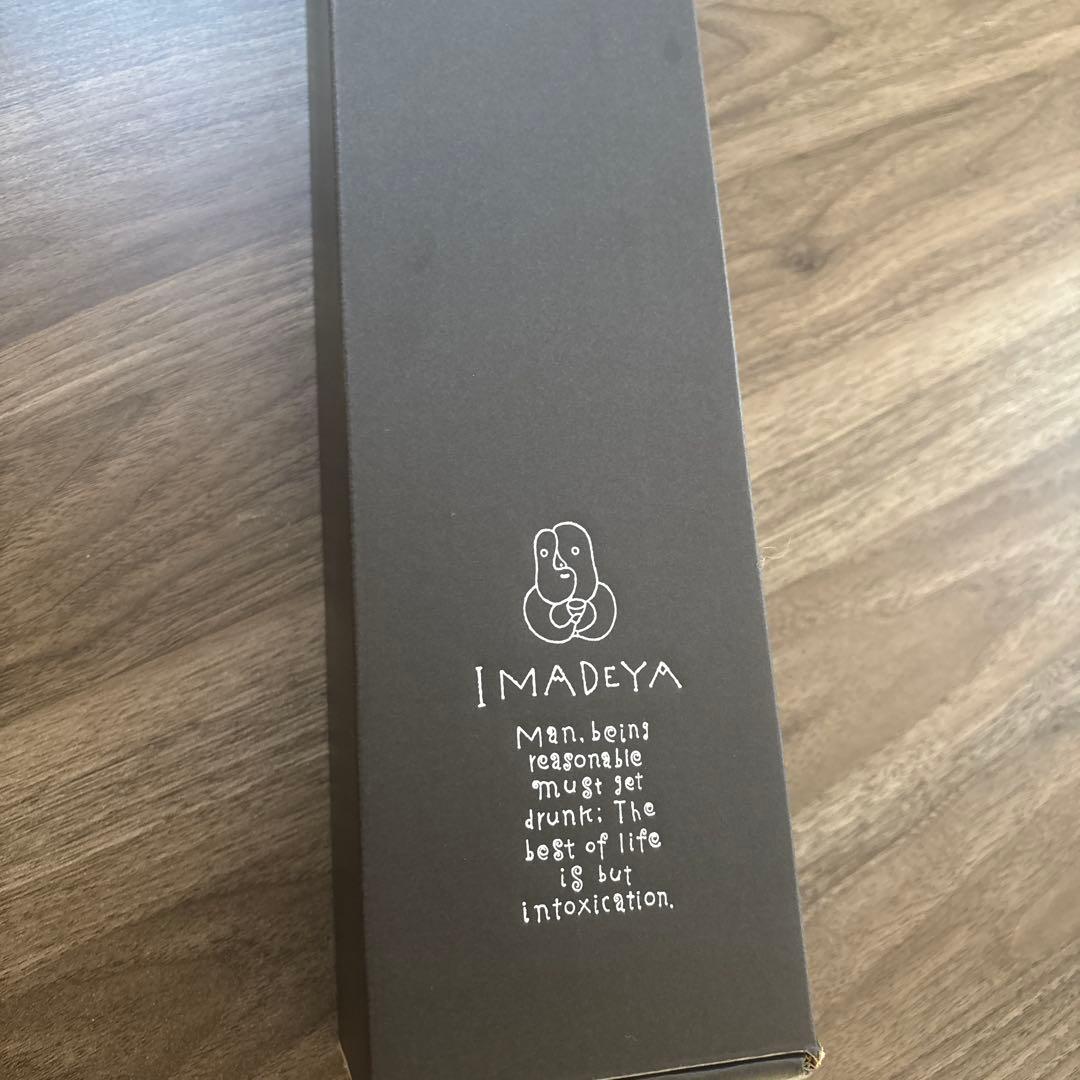 IMADEYA
Man, being
reasonable
must get
drunk; The
best of life
is but
intoxication.